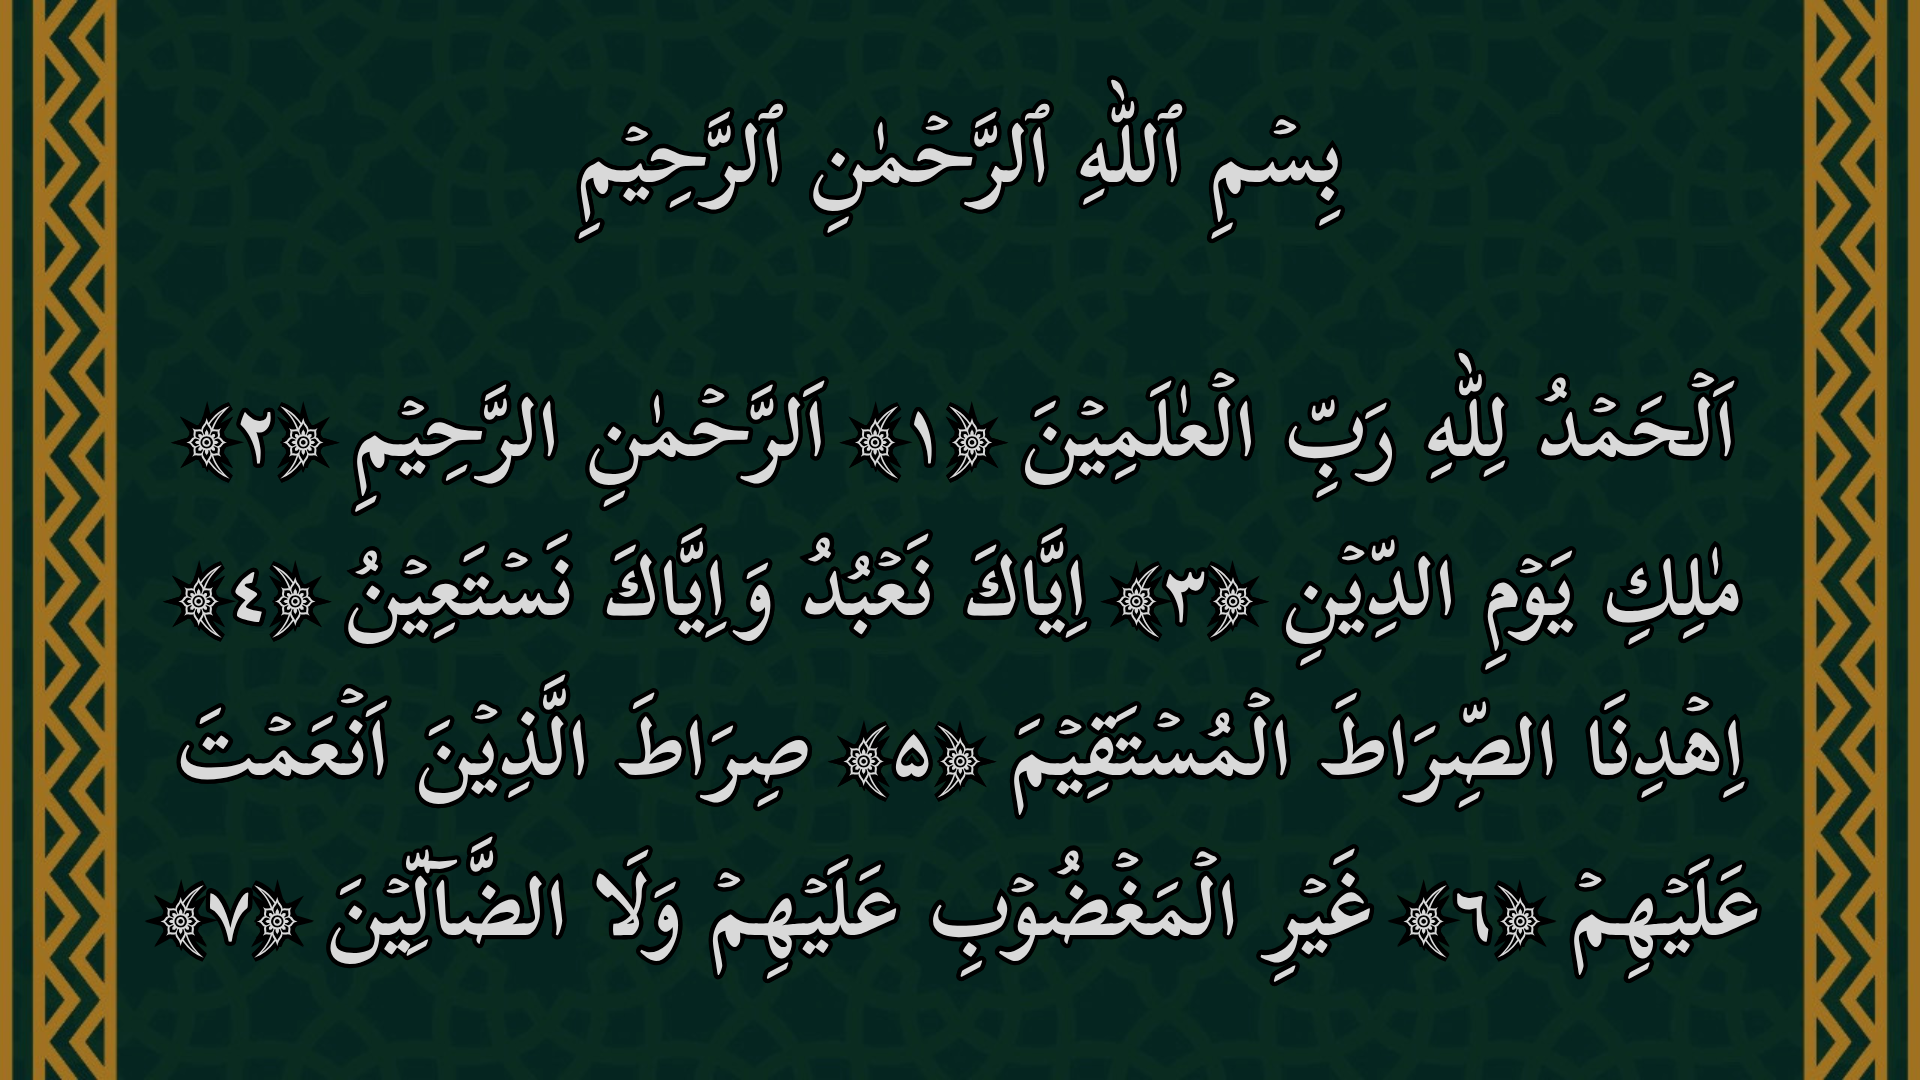 بِسْمِ ٱللّٰهِ ٱلرَّحْمٰنِ ٱلرَّحِيْمِ
اَلْحَمْدُ لِلّٰهِ رَبِّ الْعٰلَمِيْنَ ﴿١﴾ اَلرَّحْمٰنِ الرَّحِيْمِ ﴿٢﴾
مٰلِكِ يَوْمِ الدِّيْنِ ﴿٣﴾ اِيَّاكَ نَعْبُدُ وَاِيَّاكَ نَسْتَعِيْنُ ﴿٤﴾
اِهْدِنَا الصِّرَاطَ الْمُسْتَقِيْمَ ﴿۵﴾ صِرَاطَ الَّذِيْنَ اَنْعَمْتَ
عَلَيْهِمْ ﴿٦﴾ غَيْرِ الْمَغْضُوْبِ عَلَيْهِمْ وَلَا الضَّآلِّيْنَ ﴿٧﴾